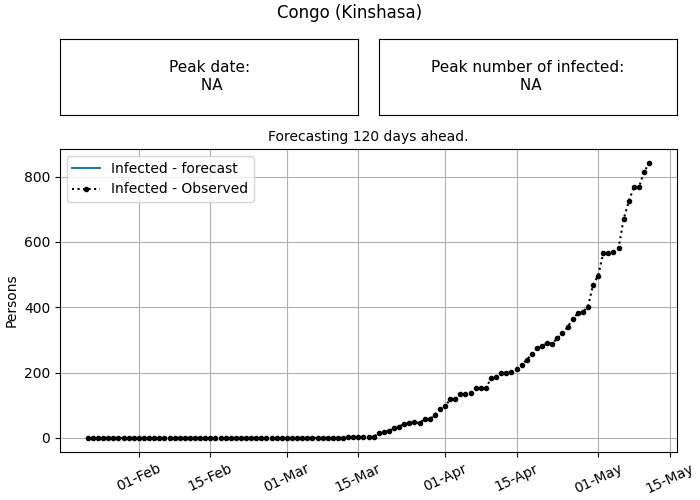 Congo (Kinshasa)
Peak date:
NA
Peak number of infected:
NA
Forecasting 120 days ahead.
Infected - forecast
Infected - Observed
Persons
800
600
400
200
0
01-Feb
15-Feb
01-Mar
15-Mar
01-Apr
15-Apr
01-May
15-May